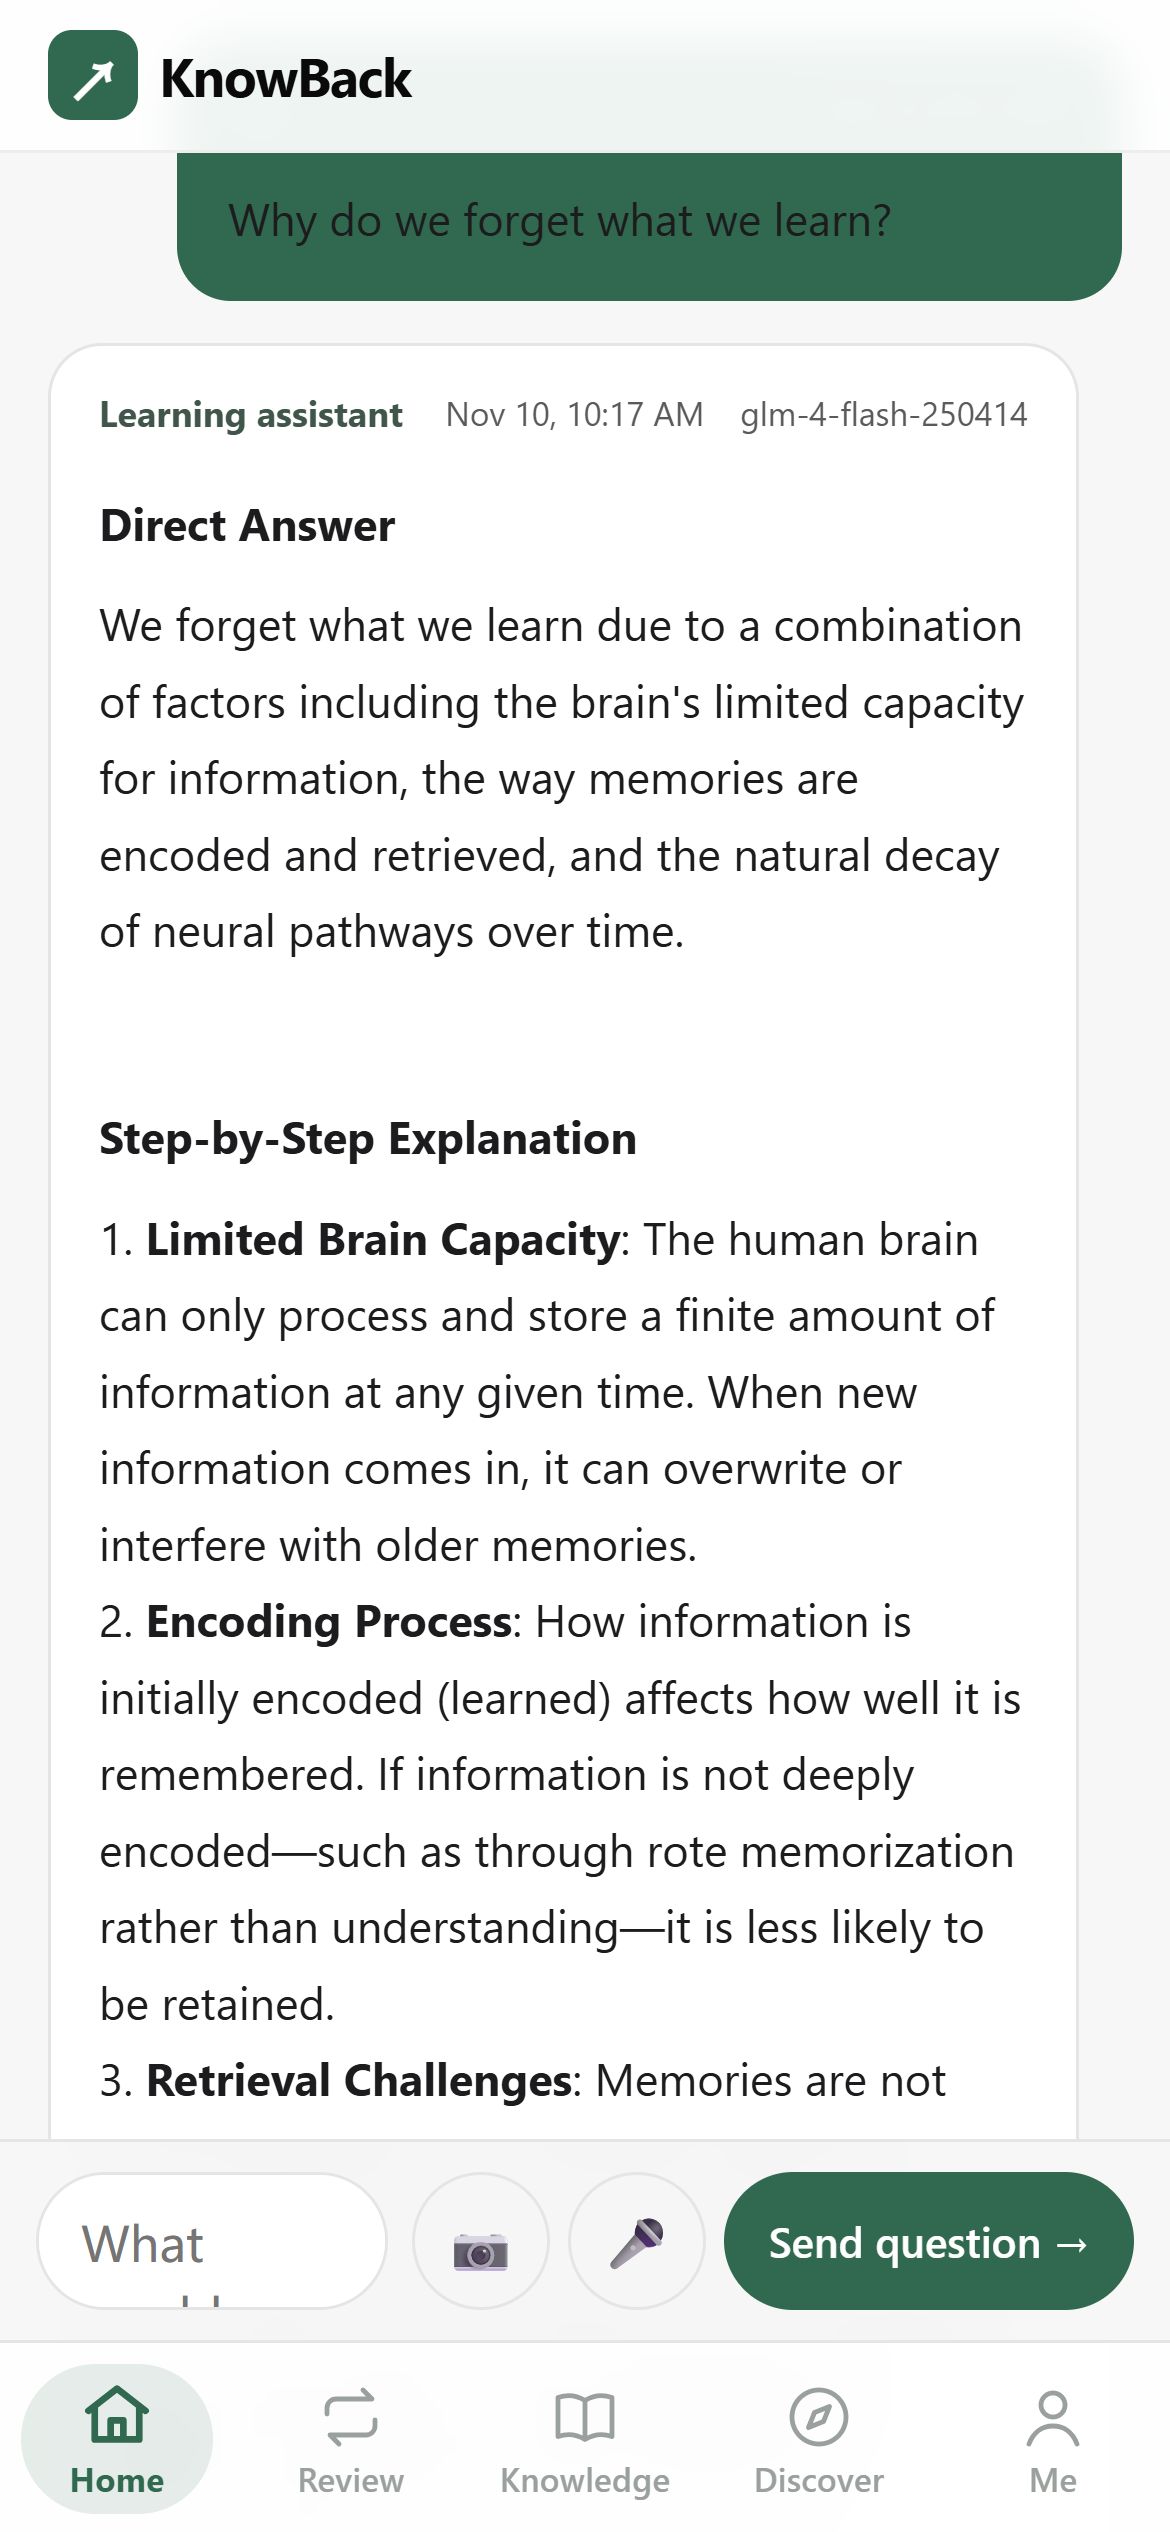 KnowBack
Why do we forget what we learn?
Learning assistant Nov 10, 10:17 AM glm-4-flash-250414
Direct Answer
We forget what we learn due to a combination
of factors including the brain's limited capacity
for information, the way memories are
encoded and retrieved, and the natural decay
of neural pathways over time.
Step-by-Step Explanation
1. Limited Brain Capacity: The human brain
can only process and store a finite amount of
information at any given time. When new
information comes in, it can overwrite or
interfere with older memories.
2. Encoding Process: How information is
initially encoded (learned) affects how well it is
remembered. If information is not deeply
encoded—such as through rote memorization
rather than understanding—it is less likely to
be retained.
3. Retrieval Challenges: Memories are not
What
Send question →
Home Review Knowledge Discover Me